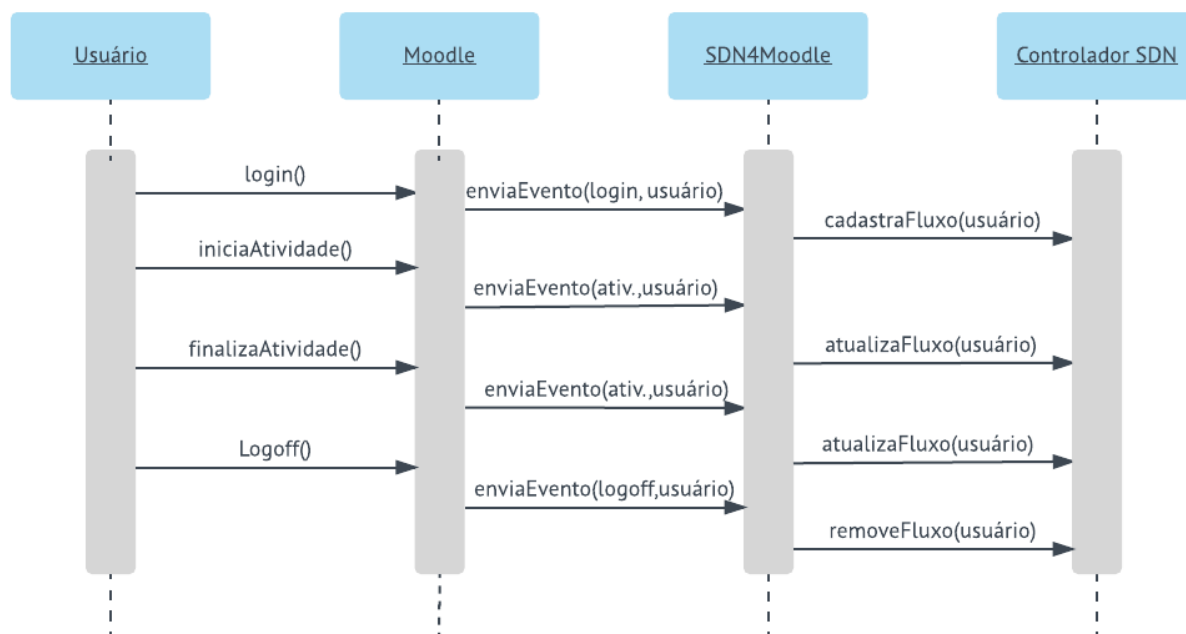 Usuário
Moodle
SDN4Moodle
Controlador SDN
login()
enviaEvento(login, usuário)
cadastraFluxo(usuário)
iniciaAtividade()
enviaEvento(ativ.,usuário)
finalizaAtividade()
atualizaFluxo(usuário)
enviaEvento(ativ.,usuário)
Logoff()
atualizaFluxo(usuário)
enviaEvento(logoff,usuário)
removeFluxo(usuário)